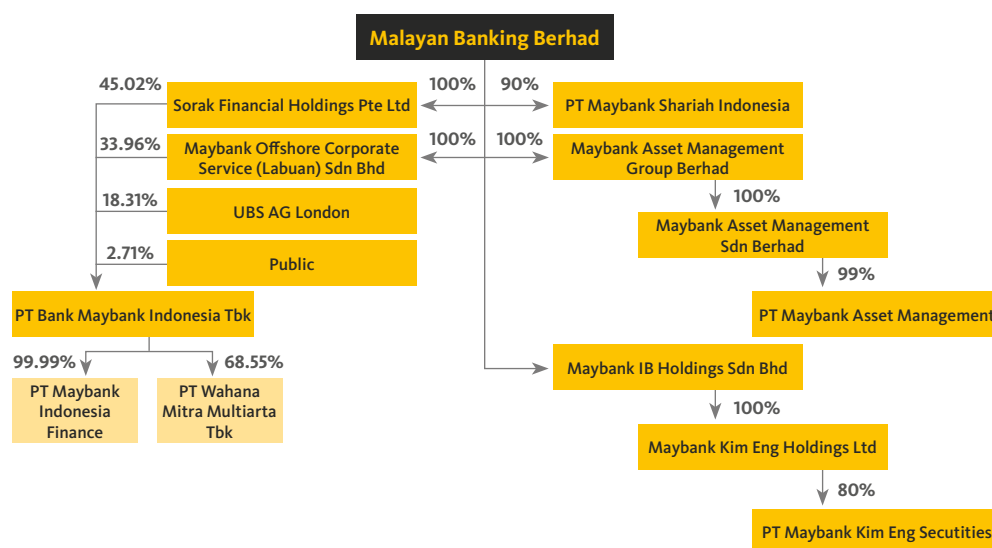 Malayan Banking Berhad
45.02%
100%
90%
Sorak Financial Holdings Pte Ltd
PT Maybank Shariah Indonesia
33.96%
100%
100%
Maybank Offshore Corporate
Service (Labuan) Sdn Bhd
Maybank Asset Management
Group Berhad
18.31%
UBS AG London
100%
Maybank Asset Management
Sdn Berhad
2.71%
Public
99%
PT Bank Maybank Indonesia Tbk
PT Maybank Asset Management
99.99%
68.55%
PT Maybank
Indonesia
Finance
PT Wahana
Mitra Multiarta
Tbk
Maybank IB Holdings Sdn Bhd
100%
Maybank Kim Eng Holdings Ltd
80%
PT Maybank Kim Eng Secutities